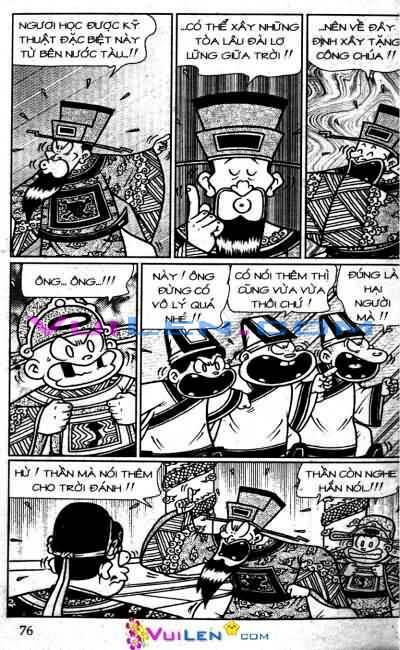 NGƯƠI HỌC ĐƯỢC KỸ
THUẬT ĐẶC BIỆT NÀY
TỪ BÊN NƯỚC TÀU..!!
..CÓ THỂ XÂY NHỮNG
TÒA LÂU ĐÀI LƠ
LỬNG GIỮA TRỜI !!
..NÊN VỀ ĐÂY
ĐỊNH XÂY TẶNG
CÔNG CHÚA !!
ÔNG... ÔNG...!!!
NÀY ! ÔNG
ĐỪNG CÓ
VÔ LÝ QUÁ
NHÉ !!
CÓ NÓI THÊM THÌ
CŨNG VỪA VỪA
THÔI CHỨ !
ĐÚNG LÀ
HẠI
NGƯỜI
MÀ !!
VuiLen.com
HỪ ! THẦN MÀ NÓI THÊM
CHO TRỜI ĐÁNH !!
THẦN CÒN NGHE
HẮN NÓI..!!!
76
VuiLen.com